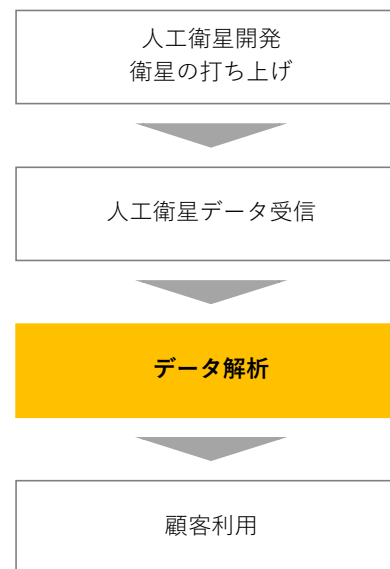 人工衛星開発
衛星の打ち上げ
人工衛星データ受信
データ解析
顧客利用